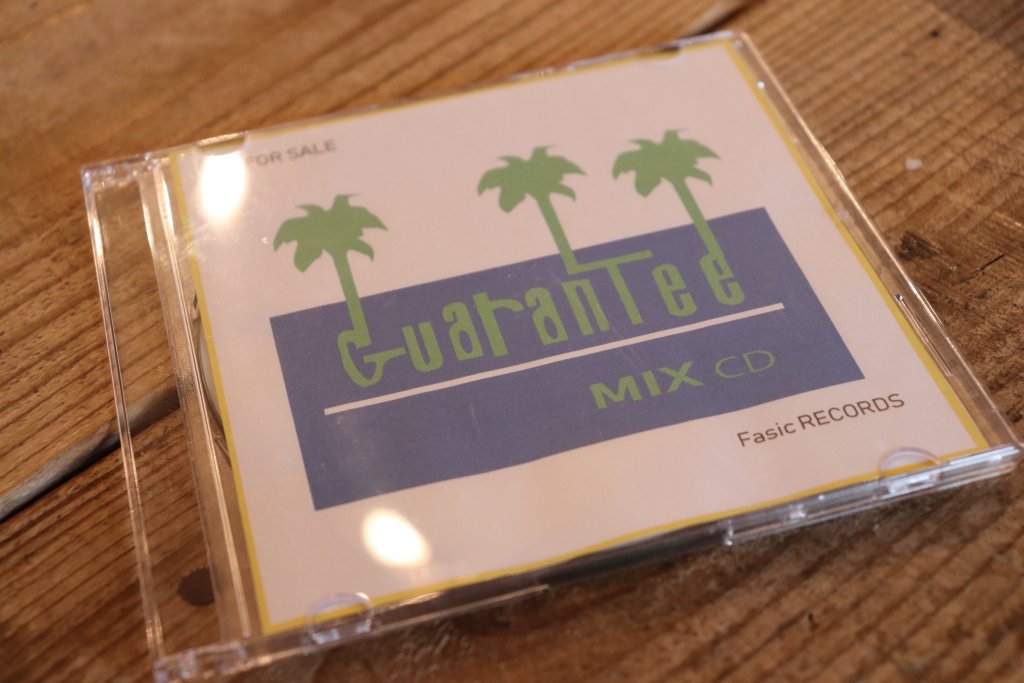 FOR SALE
GuaranTee
MIX CD
Fasic RECORDS